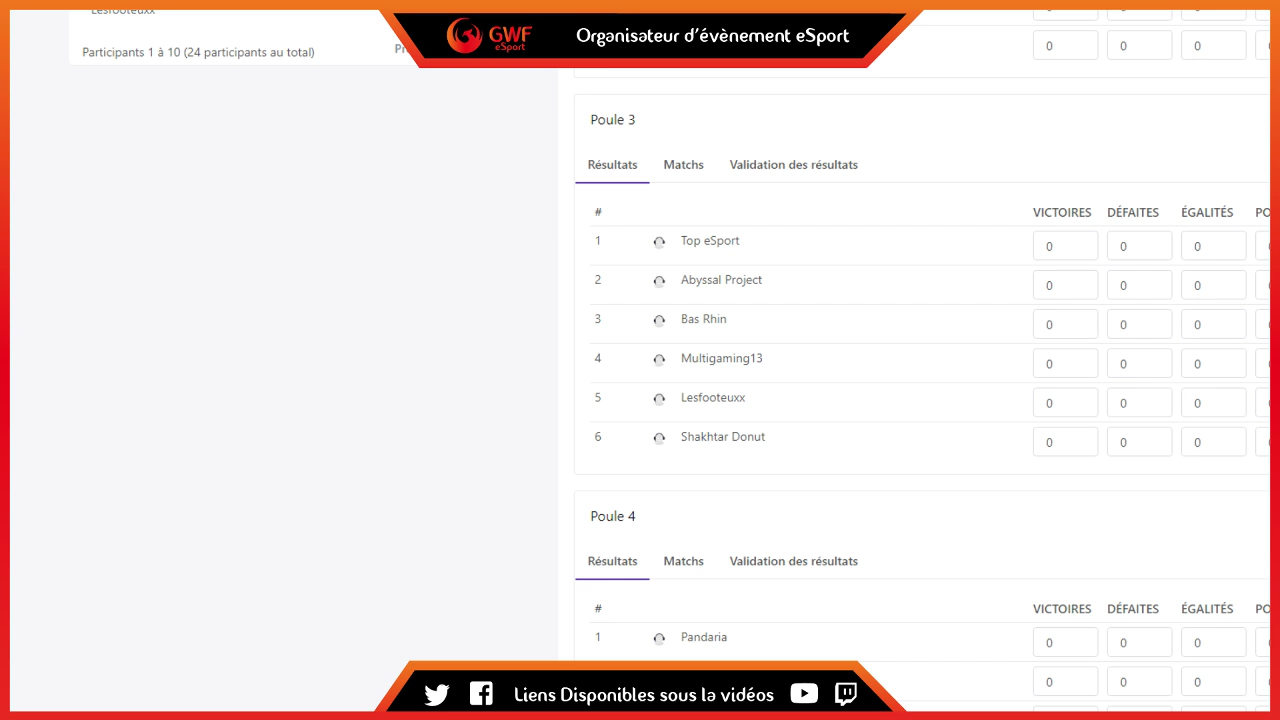 Lesfooteuxx
Participants 1 à 10 (24 participants au total)
GWF
eSport
Organisateur d'évènement eSport
0 0 0
Poule 3
Résultats Matchs Validation des résultats
# VICTOIRES DÉFAITES ÉGALITÉS
1 Top eSport 0 0 0
2 Abyssal Project 0 0 0
3 Bas Rhin 0 0 0
4 Multigaming13 0 0 0
5 Lesfooteuxx 0 0 0
6 Shakhtar Donut 0 0 0
Poule 4
Résultats Matchs Validation des résultats
# VICTOIRES DÉFAITES ÉGALITÉS
1 Pandaria 0 0 0
0 0 0
Liens Disponibles sous la vidéos